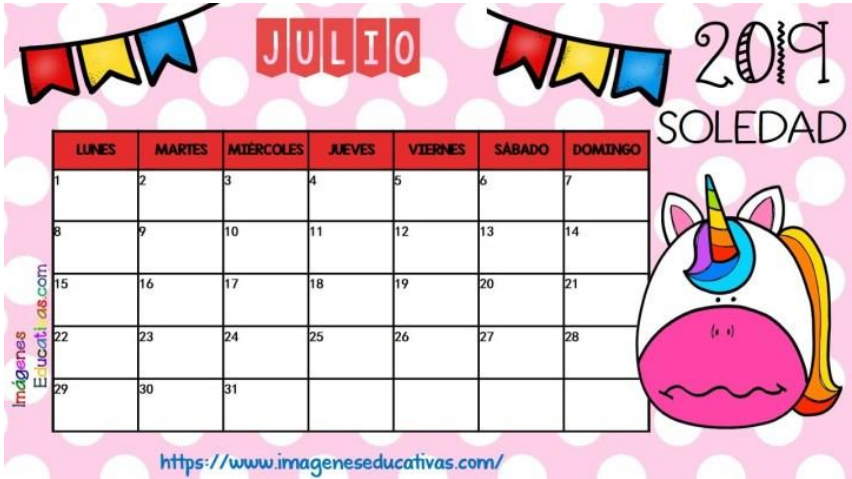 JULIO
2019
SOLEDAD
LUNES MARTES MIÉRCOLES JUEVES VIERNES SÁBADO DOMINGO
1 2 3 4 5 6 7
8 9 10 11 12 13 14
15 16 17 18 19 20 21
22 23 24 25 26 27 28
29 30 31
Imágenes
Educativas.com
https://www.imageneseducativas.com/